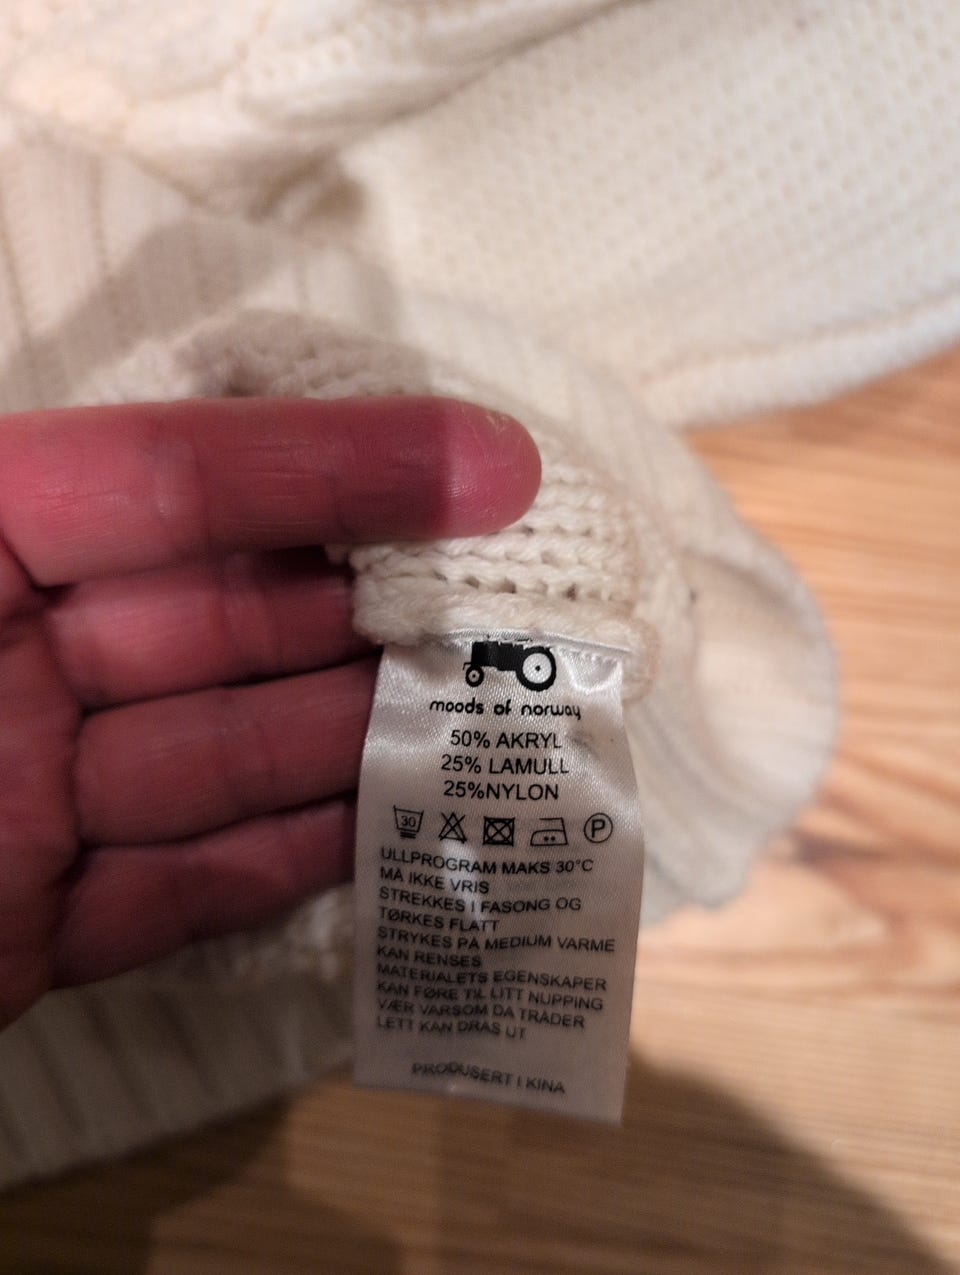 moods of norway
50% AKRYL
25% LAMULL
25%NYLON
30 P
ULLPROGRAM MAKS 30°C
MA IKKE VRIS
STREKKES I FASONG OG
TØRKES FLATT
STRYKES PÅ MEDIUM VARME
KAN RENSES
MATERIALETS EGENSKAPER
KAN FØRE TIL LITT NUPPING
VÆR VARSOM DA TRÅDER
LETT KAN DRAS UT
PRODUSERT I KINA